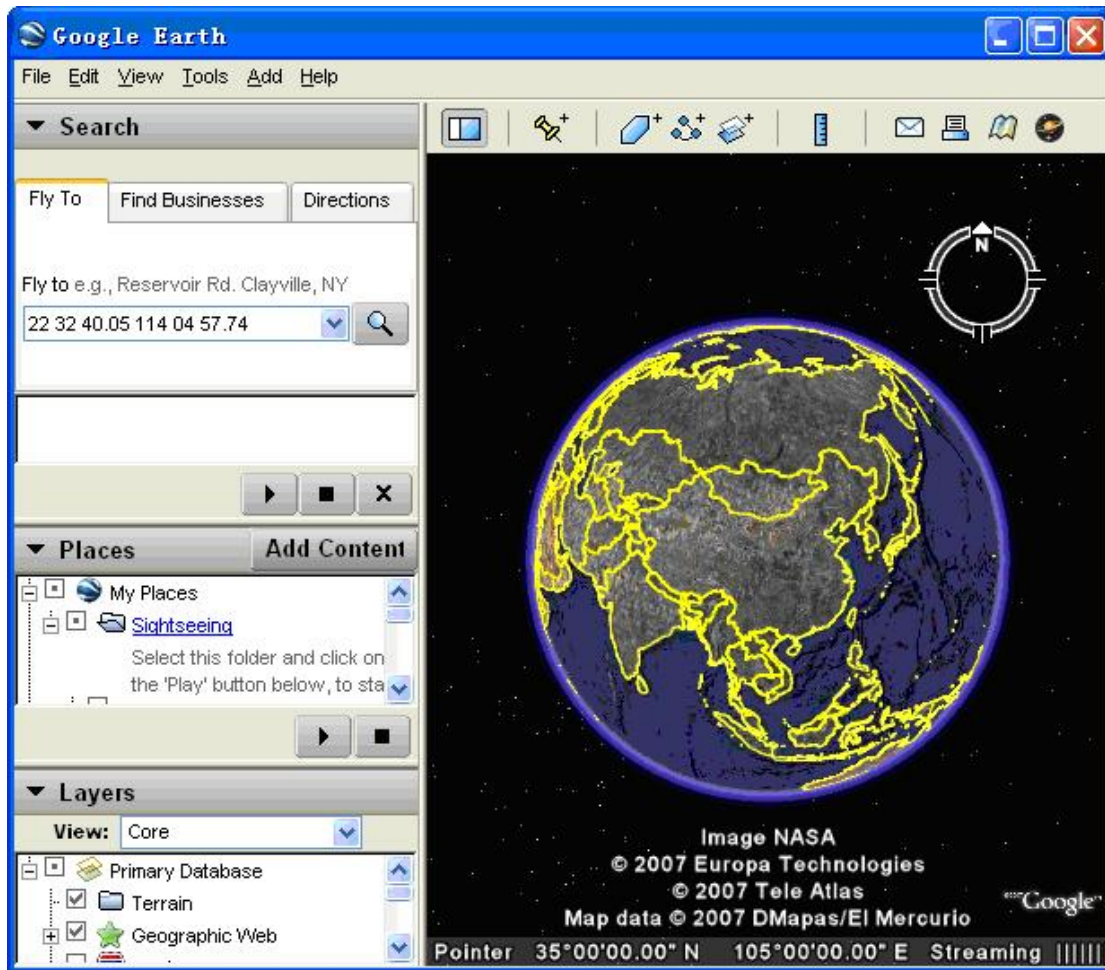 Google Earth
File Edit View Tools Add Help
Search
Fly To Find Businesses Directions
Fly to e.g., Reservoir Rd. Clayville, NY
22 32 40.05 114 04 57.74
Places Add Content
My Places
Sightseeing
Select this folder and click on
the 'Play' button below, to sta
Layers
View: Core
Primary Database
Terrain
Geographic Web
N
Image NASA
© 2007 Europa Technologies
© 2007 Tele Atlas
Map data © 2007 DMapas/El Mercurio
Google
Pointer 35°00'00.00" N 105°00'00.00" E Streaming ||||||